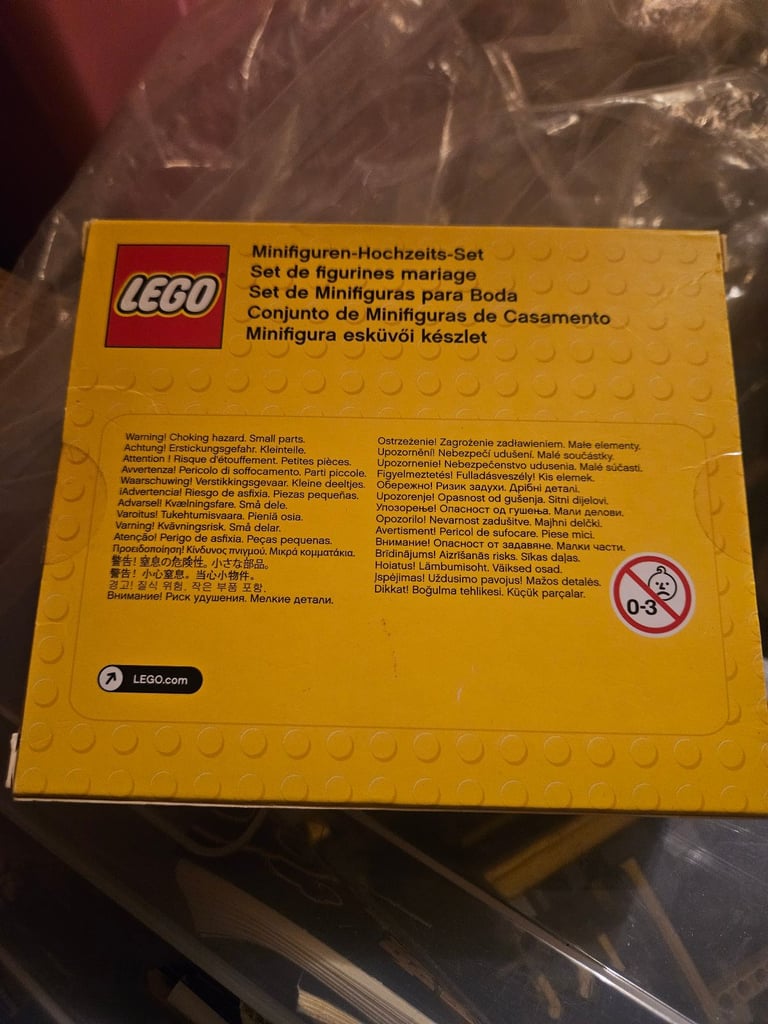 LEGO
Minifiguren-Hochzeits-Set
Set de figurines mariage
Set de Minifiguras para Boda
Conjunto de Minifiguras de Casamento
Minifigura esküvői készlet
Warning! Choking hazard. Small parts.
Achtung! Erstickungsgefahr. Kleinteile.
Attention ! Risque d'étouffement. Petites pièces.
Avvertenza! Pericolo di soffocamento. Parti piccole.
Waarschuwing! Verstikkingsgevaar. Kleine deeltjes.
¡Advertencia! Riesgo de asfixia. Piezas pequeñas.
Advarsel! Kvælningsfare. Små dele.
Varoitus! Tukehtumisvaara. Pieniä osia.
Varning! Kvävningsrisk. Små delar.
Atenção! Perigo de asfixia. Peças pequenas.
Προειδοποίηση! Κίνδυνος πνιγμού. Μικρά κομματάκια.
警告! 窒息の危険性。小さな部品。
警告! 小心窒息。当心小物件。
경고! 질식 위험. 작은 부품 포함.
Внимание! Риск удушения. Мелкие детали.
Ostrzeżenie! Zagrożenie zadławieniem. Małe elementy.
Upozornění! Nebezpečí udušení. Malé součástky.
Upozornenie! Nebezpečenstvo udusenia. Malé súčasti.
Figyelmeztetés! Fulladásveszély! Kis elemek.
Обережно! Ризик задухи. Дрібні деталі.
Upozorenje! Opasnost od gušenja. Sitni dijelovi.
Упозорење! Опасност од гушења. Мали делови.
Opozorilo! Nevarnost zadušitve. Majhni delčki.
Avertisment! Pericol de sufocare. Piese mici.
Внимание! Опасност от задавяне. Малки части.
Brīdinājums! Aizrīšanās risks. Sīkas daļas.
Hoiatus! Lämbumisoht. Väiksed osad.
Įspėjimas! Uždusimo pavojus! Mažos detalės.
Dikkat! Boğulma tehlikesi. Küçük parçalar.
0-3
LEGO.com